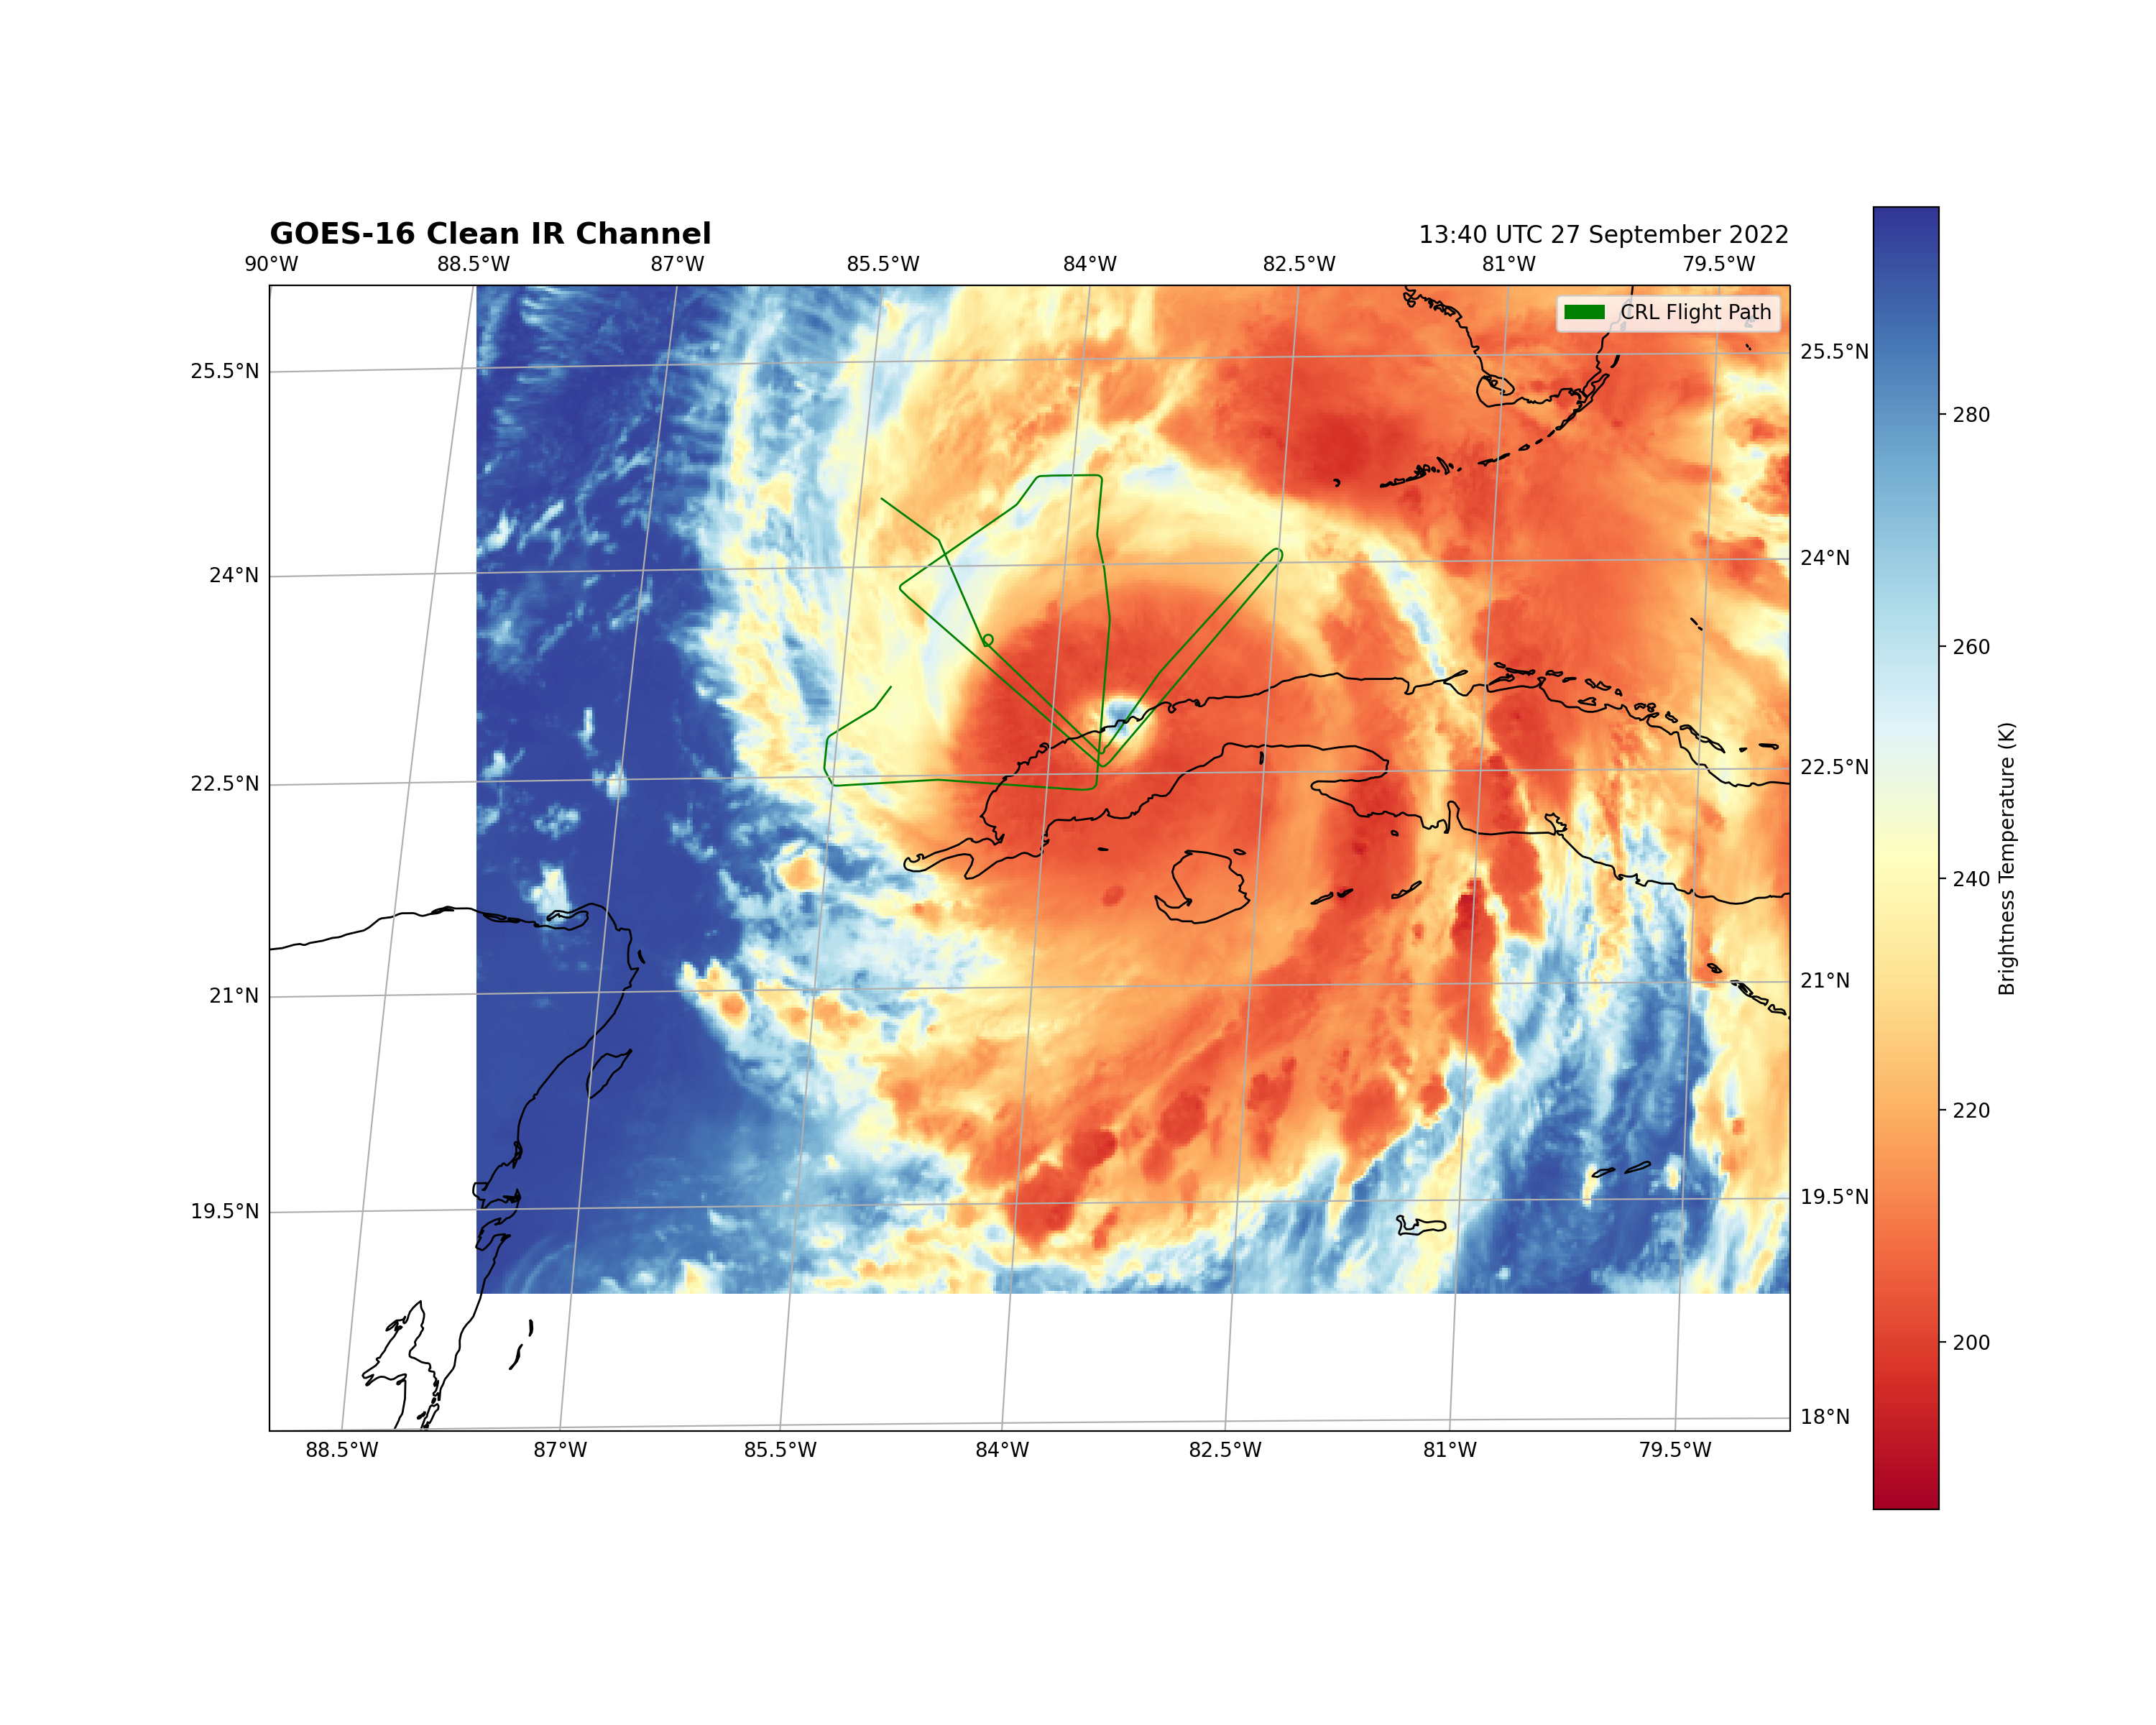 GOES-16 Clean IR Channel
13:40 UTC 27 September 2022
90°W 88.5°W 87°W 85.5°W 84°W 82.5°W 81°W 79.5°W
CRL Flight Path
25.5°N 25.5°N
24°N 24°N
22.5°N 22.5°N
21°N 21°N
19.5°N 19.5°N
18°N
88.5°W 87°W 85.5°W 84°W 82.5°W 81°W 79.5°W
280
260
240
220
200
Brightness Temperature (K)